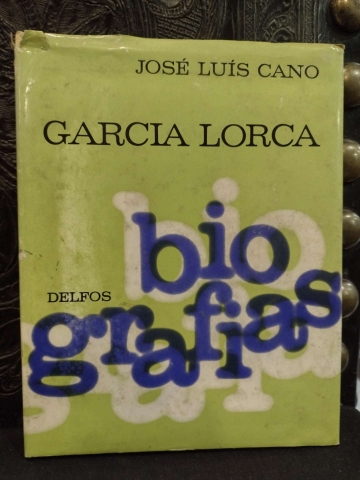 JOSÉ LUÍS CANO
GARCIA LORCA
bio
DELFOS
grafias